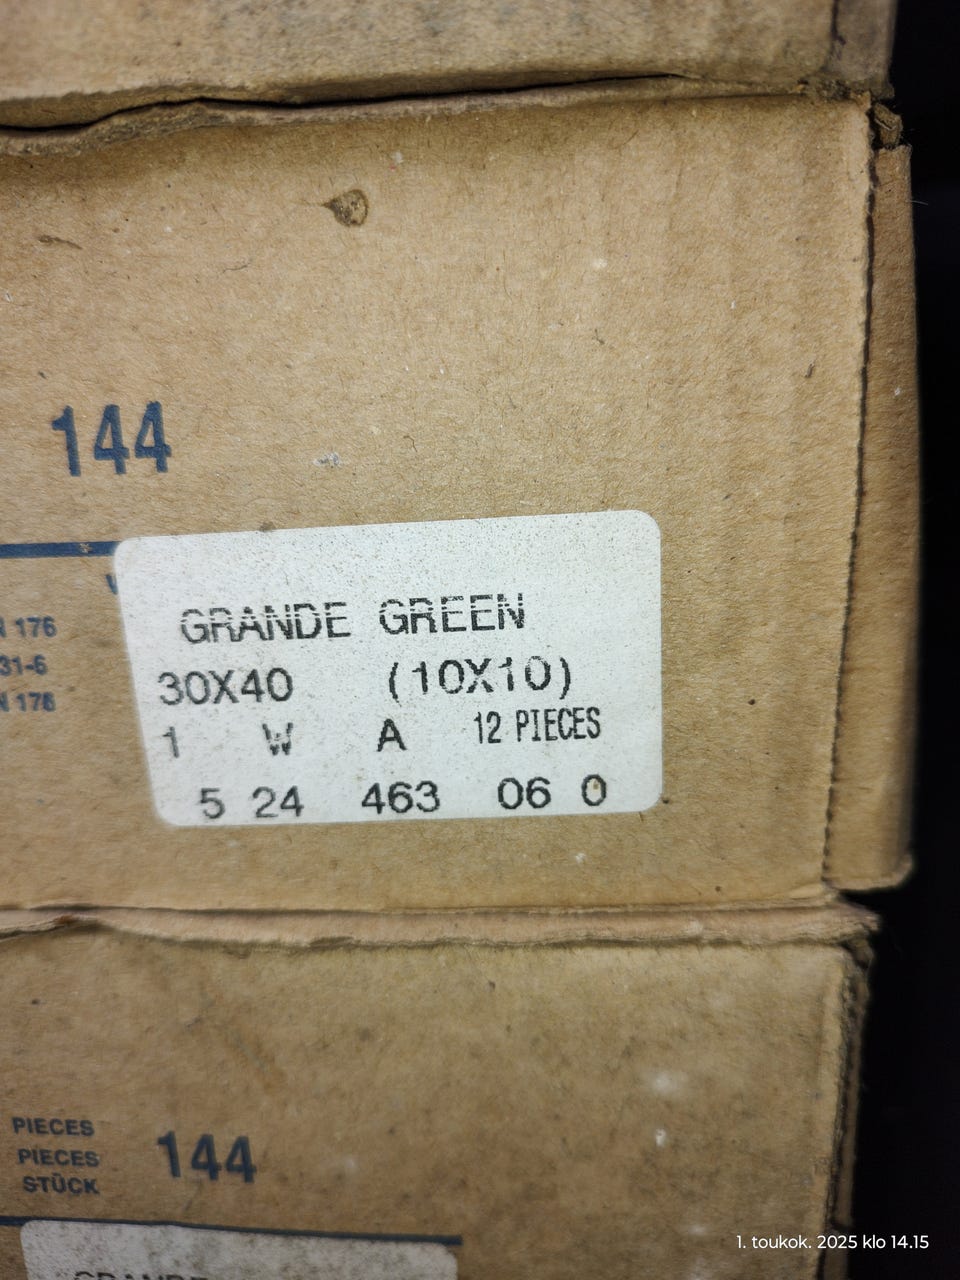 144
N 176
31-6
N 176
GRANDE GREEN
30X40 (10X10)
1 W A 12 PIECES
5 24 463 06 0
PIECES
PIECES
STÜCK
144
GRANDE
1. toukok. 2025 klo 14.15